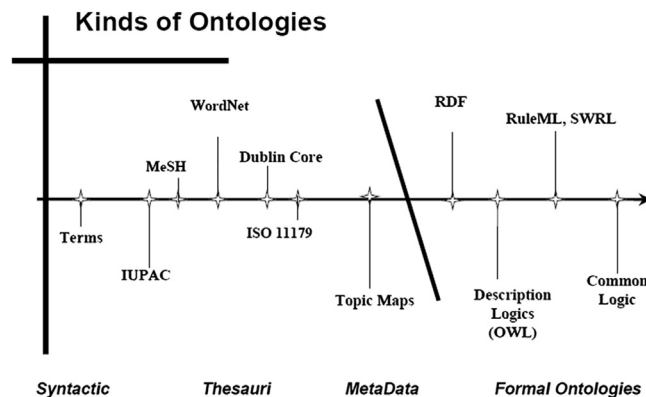 Kinds of Ontologies
WordNet
RDF
RuleML, SWRL
MeSH
Dublin Core
Terms
ISO 11179
IUPAC
Topic Maps
Description
Logics
(OWL)
Common
Logic
Syntactic
Thesauri
MetaData
Formal Ontologies